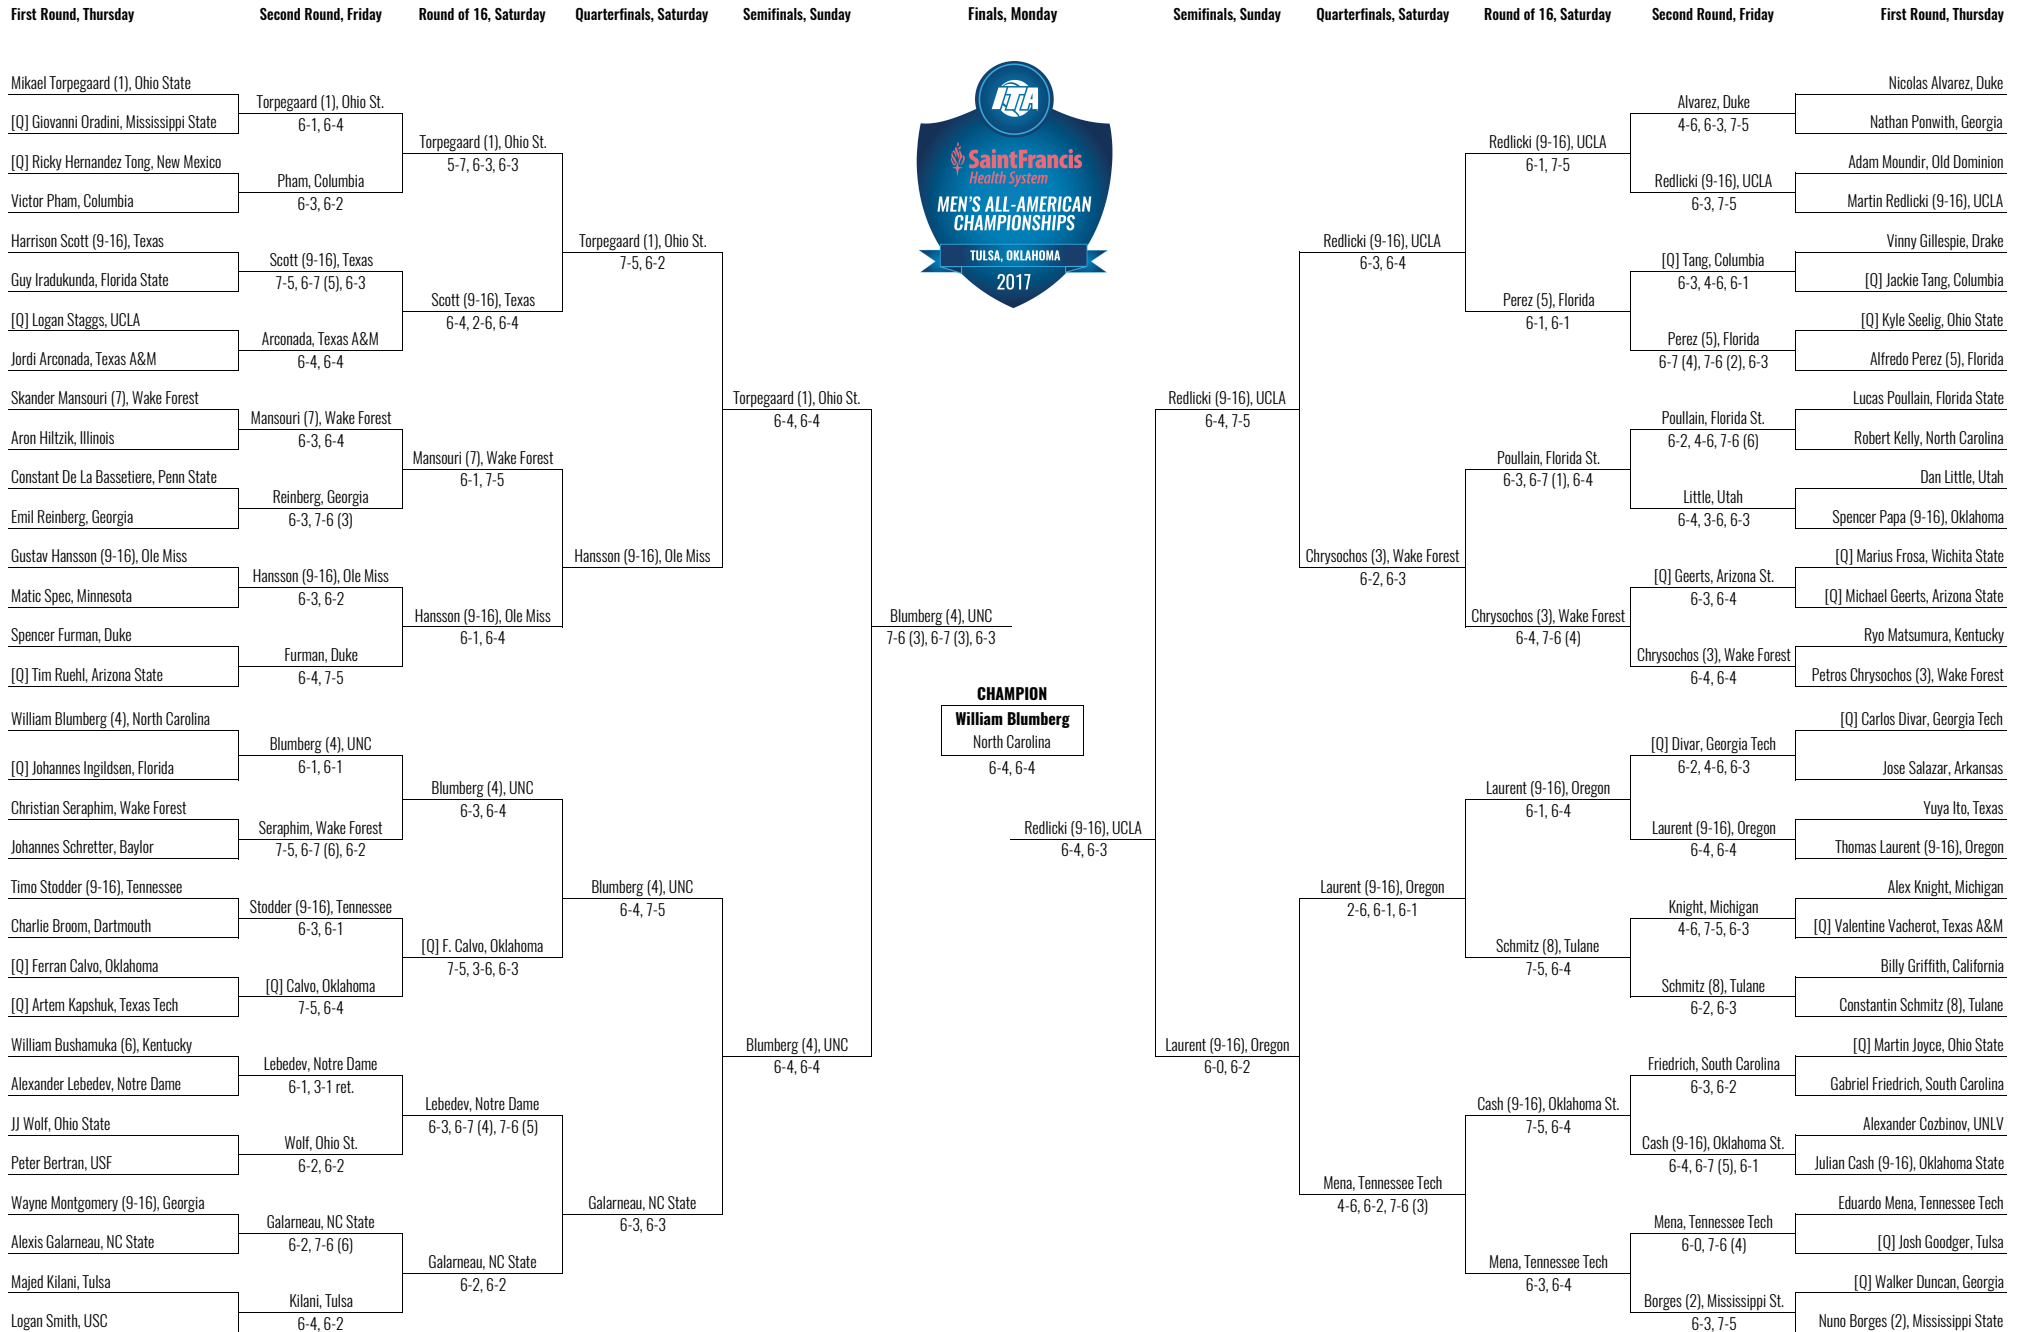 First Round, Thursday
Second Round, Friday
Round of 16, Saturday
Quarterfinals, Saturday
Semifinals, Sunday
Finals, Monday
Semifinals, Sunday
Quarterfinals, Saturday
Round of 16, Saturday
Second Round, Friday
First Round, Thursday
Mikael Torpegaard (1), Ohio State
[Q] Giovanni Oradini, Mississippi State
[Q] Ricky Hernandez Tong, New Mexico
Victor Pham, Columbia
Harrison Scott (9-16), Texas
Guy Iradukunda, Florida State
[Q] Logan Staggs, UCLA
Jordi Arconada, Texas A&M
Skander Mansouri (7), Wake Forest
Aron Hiltzik, Illinois
Constant De La Bassetiere, Penn State
Emil Reinberg, Georgia
Gustav Hansson (9-16), Ole Miss
Matic Spec, Minnesota
Spencer Furman, Duke
[Q] Tim Ruehl, Arizona State
William Blumberg (4), North Carolina
[Q] Johannes Ingildsen, Florida
Christian Seraphim, Wake Forest
Johannes Schretter, Baylor
Timo Stodder (9-16), Tennessee
Charlie Broom, Dartmouth
[Q] Ferran Calvo, Oklahoma
[Q] Artem Kapshuk, Texas Tech
William Bushamuka (6), Kentucky
Alexander Lebedev, Notre Dame
JJ Wolf, Ohio State
Peter Bertran, USF
Wayne Montgomery (9-16), Georgia
Alexis Galarneau, NC State
Majed Kilani, Tulsa
Logan Smith, USC
Torpegaard (1), Ohio St.
6-1, 6-4
Pham, Columbia
6-3, 6-2
Scott (9-16), Texas
7-5, 6-7 (5), 6-3
Arconada, Texas A&M
6-4, 6-4
Mansouri (7), Wake Forest
6-3, 6-4
Reinberg, Georgia
6-3, 7-6 (3)
Hansson (9-16), Ole Miss
6-3, 6-2
Furman, Duke
6-4, 7-5
Blumberg (4), UNC
6-1, 6-1
Seraphim, Wake Forest
7-5, 6-7 (6), 6-2
Stodder (9-16), Tennessee
6-3, 6-1
[Q] Calvo, Oklahoma
7-5, 6-4
Lebedev, Notre Dame
6-1, 3-1 ret.
Wolf, Ohio St.
6-2, 6-2
Galarneau, NC State
6-2, 7-6 (6)
Kilani, Tulsa
6-4, 6-2
Torpegaard (1), Ohio St.
5-7, 6-3, 6-3
Scott (9-16), Texas
6-4, 2-6, 6-4
Mansouri (7), Wake Forest
6-1, 7-5
Hansson (9-16), Ole Miss
6-1, 6-4
Blumberg (4), UNC
6-3, 6-4
[Q] F. Calvo, Oklahoma
7-5, 3-6, 6-3
Lebedev, Notre Dame
6-3, 6-7 (4), 7-6 (5)
Galarneau, NC State
6-2, 6-2
Torpegaard (1), Ohio St.
7-5, 6-2
Hansson (9-16), Ole Miss
Blumberg (4), UNC
6-4, 7-5
Galarneau, NC State
6-3, 6-3
Torpegaard (1), Ohio St.
6-4, 6-4
Blumberg (4), UNC
6-4, 6-4
ITA
SaintFrancis
Health System
MEN'S ALL-AMERICAN
CHAMPIONSHIPS
TULSA, OKLAHOMA
2017
Blumberg (4), UNC
7-6 (3), 6-7 (3), 6-3
CHAMPION
William Blumberg
North Carolina
6-4, 6-4
Redlicki (9-16), UCLA
6-4, 6-3
Redlicki (9-16), UCLA
6-4, 7-5
Laurent (9-16), Oregon
6-0, 6-2
Redlicki (9-16), UCLA
6-3, 6-4
Chrysochos (3), Wake Forest
6-2, 6-3
Laurent (9-16), Oregon
2-6, 6-1, 6-1
Mena, Tennessee Tech
4-6, 6-2, 7-6 (3)
Redlicki (9-16), UCLA
6-1, 7-5
Perez (5), Florida
6-1, 6-1
Poullain, Florida St.
6-3, 6-7 (1), 6-4
Chrysochos (3), Wake Forest
6-4, 7-6 (4)
Laurent (9-16), Oregon
6-1, 6-4
Schmitz (8), Tulane
7-5, 6-4
Cash (9-16), Oklahoma St.
7-5, 6-4
Mena, Tennessee Tech
6-3, 6-4
Alvarez, Duke
4-6, 6-3, 7-5
Redlicki (9-16), UCLA
6-3, 7-5
[Q] Tang, Columbia
6-3, 4-6, 6-1
Perez (5), Florida
6-7 (4), 7-6 (2), 6-3
Poullain, Florida St.
6-2, 4-6, 7-6 (6)
Little, Utah
6-4, 3-6, 6-3
[Q] Geerts, Arizona St.
6-3, 6-4
Chrysochos (3), Wake Forest
6-4, 6-4
[Q] Divar, Georgia Tech
6-2, 4-6, 6-3
Laurent (9-16), Oregon
6-4, 6-4
Knight, Michigan
4-6, 7-5, 6-3
Schmitz (8), Tulane
6-2, 6-3
Friedrich, South Carolina
6-3, 6-2
Cash (9-16), Oklahoma St.
6-4, 6-7 (5), 6-1
Mena, Tennessee Tech
6-0, 7-6 (4)
Borges (2), Mississippi St.
6-3, 7-5
Nicolas Alvarez, Duke
Nathan Ponwith, Georgia
Adam Moundir, Old Dominion
Martin Redlicki (9-16), UCLA
Vinny Gillespie, Drake
[Q] Jackie Tang, Columbia
[Q] Kyle Seelig, Ohio State
Alfredo Perez (5), Florida
Lucas Poullain, Florida State
Robert Kelly, North Carolina
Dan Little, Utah
Spencer Papa (9-16), Oklahoma
[Q] Marius Frosa, Wichita State
[Q] Michael Geerts, Arizona State
Ryo Matsumura, Kentucky
Petros Chrysochos (3), Wake Forest
[Q] Carlos Divar, Georgia Tech
Jose Salazar, Arkansas
Yuya Ito, Texas
Thomas Laurent (9-16), Oregon
Alex Knight, Michigan
[Q] Valentine Vacherot, Texas A&M
Billy Griffith, California
Constantin Schmitz (8), Tulane
[Q] Martin Joyce, Ohio State
Gabriel Friedrich, South Carolina
Alexander Cozbinov, UNLV
Julian Cash (9-16), Oklahoma State
Eduardo Mena, Tennessee Tech
[Q] Josh Goodger, Tulsa
[Q] Walker Duncan, Georgia
Nuno Borges (2), Mississippi State